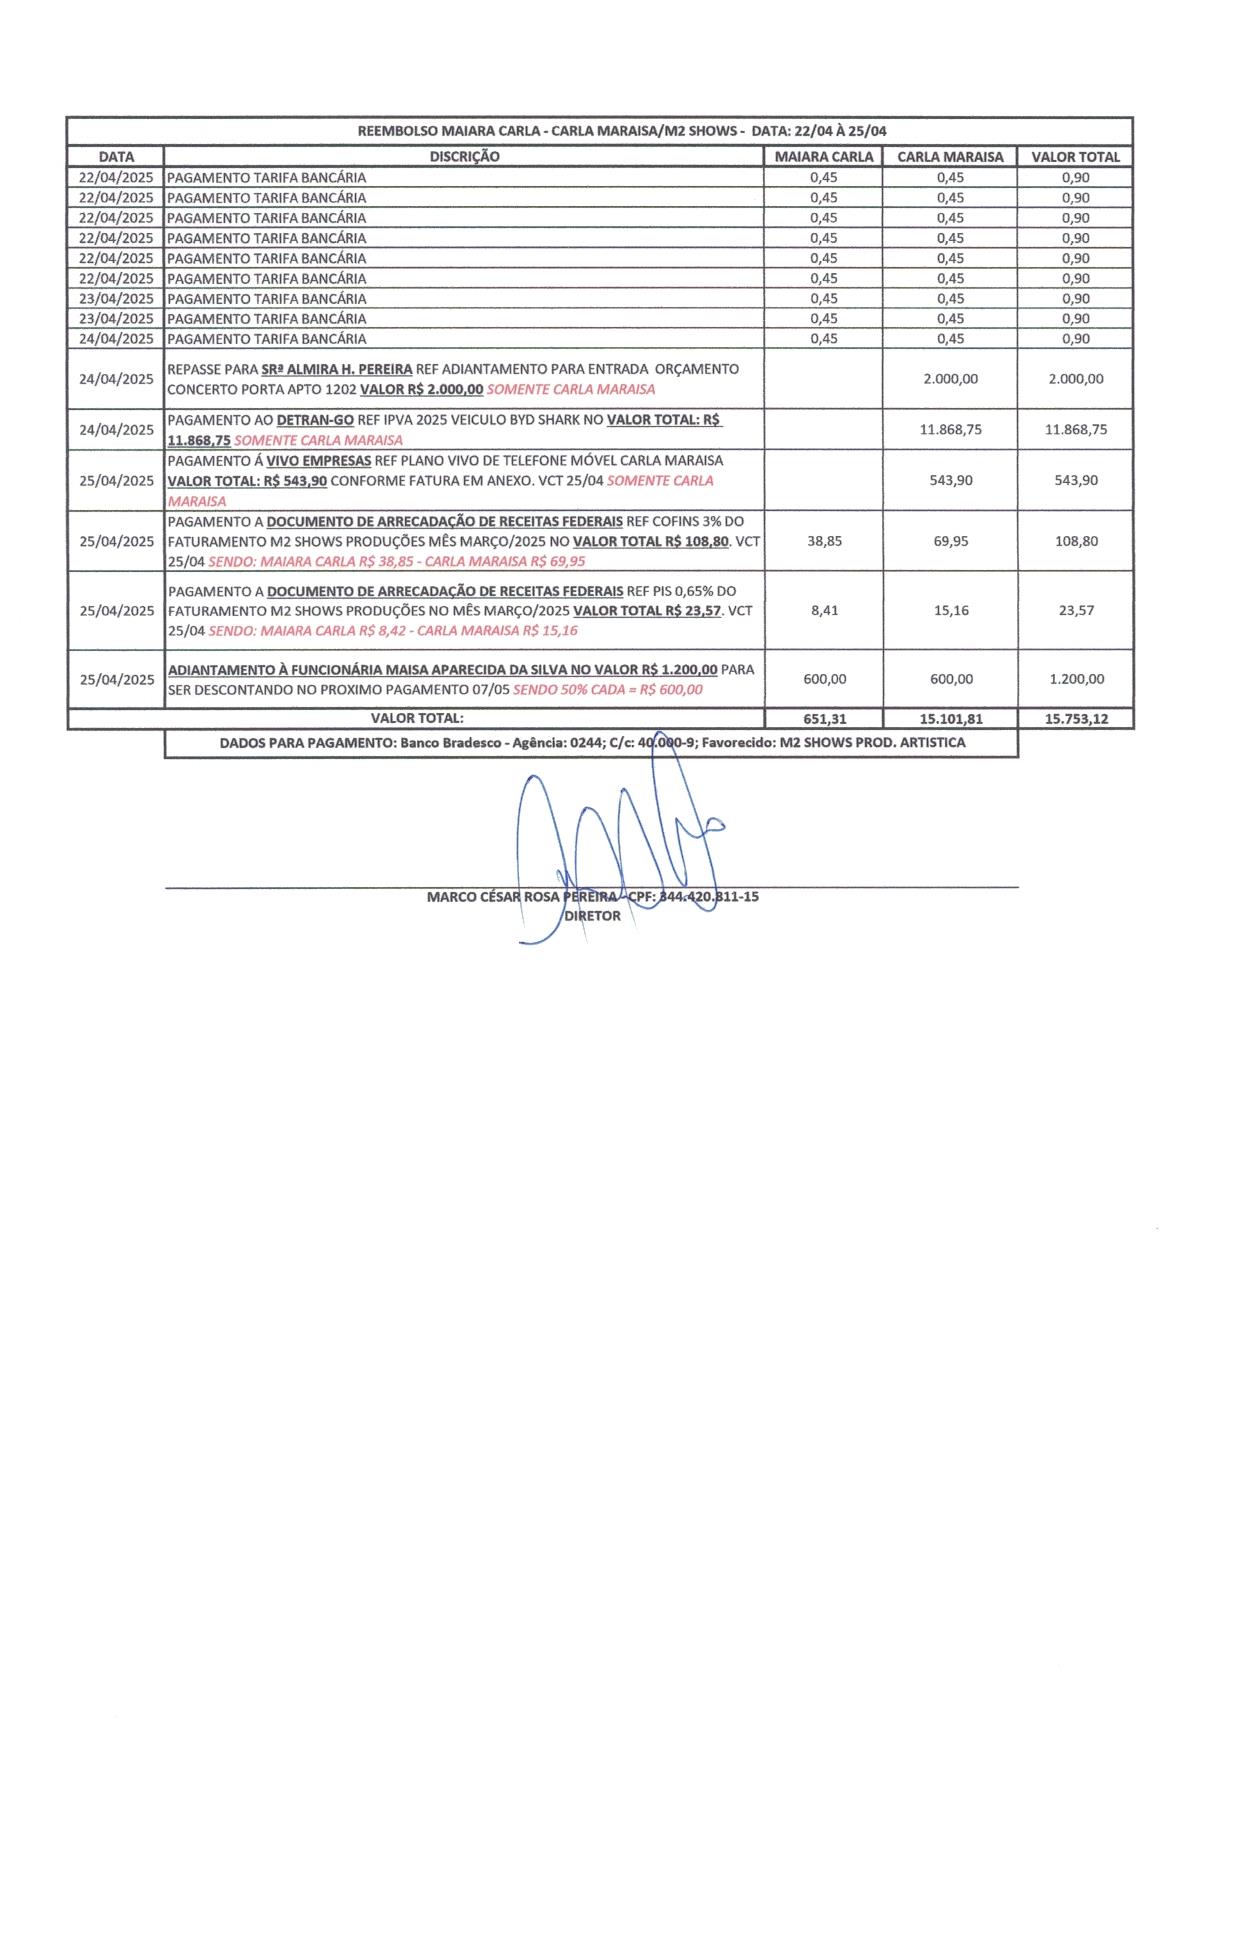 REEMBOLSO MAIARA CARLA - CARLA MARAISA/M2 SHOWS - DATA: 22/04 À 25/04
DATA DISCRIÇÃO MAIARA CARLA CARLA MARAISA VALOR TOTAL
22/04/2025 PAGAMENTO TARIFA BANCÁRIA 0,45 0,45 0,90
22/04/2025 PAGAMENTO TARIFA BANCÁRIA 0,45 0,45 0,90
22/04/2025 PAGAMENTO TARIFA BANCÁRIA 0,45 0,45 0,90
22/04/2025 PAGAMENTO TARIFA BANCÁRIA 0,45 0,45 0,90
22/04/2025 PAGAMENTO TARIFA BANCÁRIA 0,45 0,45 0,90
22/04/2025 PAGAMENTO TARIFA BANCÁRIA 0,45 0,45 0,90
23/04/2025 PAGAMENTO TARIFA BANCÁRIA 0,45 0,45 0,90
23/04/2025 PAGAMENTO TARIFA BANCÁRIA 0,45 0,45 0,90
24/04/2025 PAGAMENTO TARIFA BANCÁRIA 0,45 0,45 0,90
REPASSE PARA SRª ALMIRA H. PEREIRA REF ADIANTAMENTO PARA ENTRADA ORÇAMENTO
24/04/2025 CONCERTO PORTA APTO 1202 VALOR R$ 2.000,00 SOMENTE CARLA MARAISA 2.000,00 2.000,00
PAGAMENTO AO DETRAN-GO REF IPVA 2025 VEICULO BYD SHARK NO VALOR TOTAL: R$
24/04/2025 11.868,75 SOMENTE CARLA MARAISA 11.868,75 11.868,75
PAGAMENTO Á VIVO EMPRESAS REF PLANO VIVO DE TELEFONE MÓVEL CARLA MARAISA
25/04/2025 VALOR TOTAL: R$ 543,90 CONFORME FATURA EM ANEXO. VCT 25/04 SOMENTE CARLA 543,90 543,90
MARAISA
PAGAMENTO A DOCUMENTO DE ARRECADAÇÃO DE RECEITAS FEDERAIS REF COFINS 3% DO
25/04/2025 FATURAMENTO M2 SHOWS PRODUÇÕES MÊS MARÇO/2025 NO VALOR TOTAL R$ 108,80. VCT 38,85 69,95 108,80
25/04 SENDO: MAIARA CARLA R$ 38,85 - CARLA MARAISA R$ 69,95
PAGAMENTO A DOCUMENTO DE ARRECADAÇÃO DE RECEITAS FEDERAIS REF PIS 0,65% DO
25/04/2025 FATURAMENTO M2 SHOWS PRODUÇÕES NO MÊS MARÇO/2025 VALOR TOTAL R$ 23,57. VCT 8,41 15,16 23,57
25/04 SENDO: MAIARA CARLA R$ 8,42 - CARLA MARAISA R$ 15,16
ADIANTAMENTO À FUNCIONÁRIA MAISA APARECIDA DA SILVA NO VALOR R$ 1.200,00 PARA
25/04/2025 SER DESCONTANDO NO PROXIMO PAGAMENTO 07/05 SENDO 50% CADA = R$ 600,00 600,00 600,00 1.200,00
VALOR TOTAL: 651,31 15.101,81 15.753,12
DADOS PARA PAGAMENTO: Banco Bradesco - Agência: 0244; C/c: 40.000-9; Favorecido: M2 SHOWS PROD. ARTISTICA
MARCO CÉSAR ROSA PEREIRA - CPF: 344.420.811-15
DIRETOR